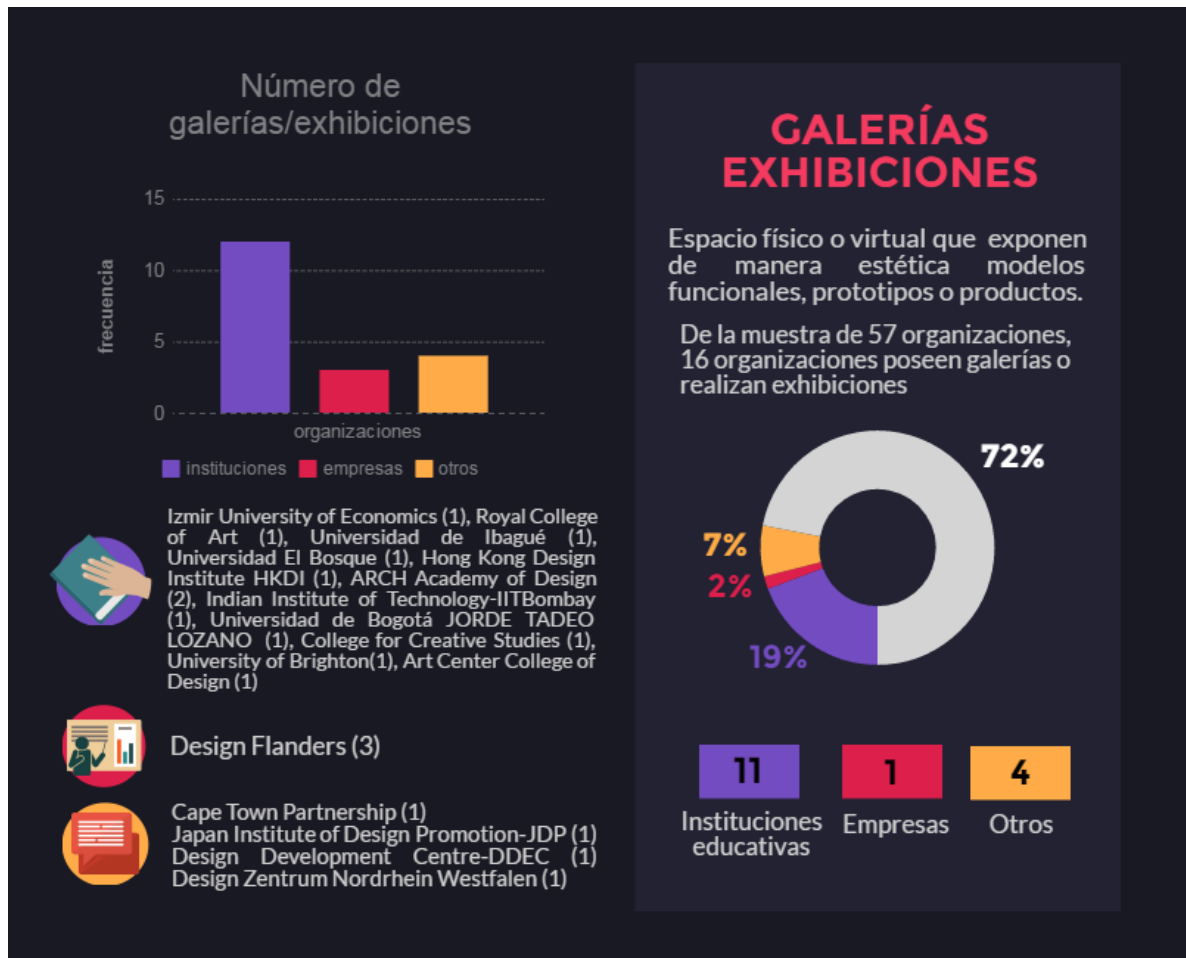 Número de
galerías/exhibiciones
15
10
5
0
frecuencia
organizaciones
instituciones
empresas
otros
Izmir University of Economics (1), Royal College
of Art (1), Universidad de Ibagué (1),
Universidad El Bosque (1), Hong Kong Design
Institute HKDI (1), ARCH Academy of Design
(2), Indian Institute of Technology-IITBombay
(1), Universidad de Bogotá JORDE TADEO
LOZANO (1), College for Creative Studies (1),
University of Brighton(1), Art Center College of
Design (1)
Design Flanders (3)
Cape Town Partnership (1)
Japan Institute of Design Promotion-JDP (1)
Design Development Centre-DDEC (1)
Design Zentrum Nordrhein Westfalen (1)
GALERÍAS
EXHIBICIONES
Espacio físico o virtual que exponen
de manera estética modelos
funcionales, prototipos o productos.
De la muestra de 57 organizaciones,
16 organizaciones poseen galerías o
realizan exhibiciones
72%
7%
2%
19%
11
Instituciones
educativas
1
Empresas
4
Otros